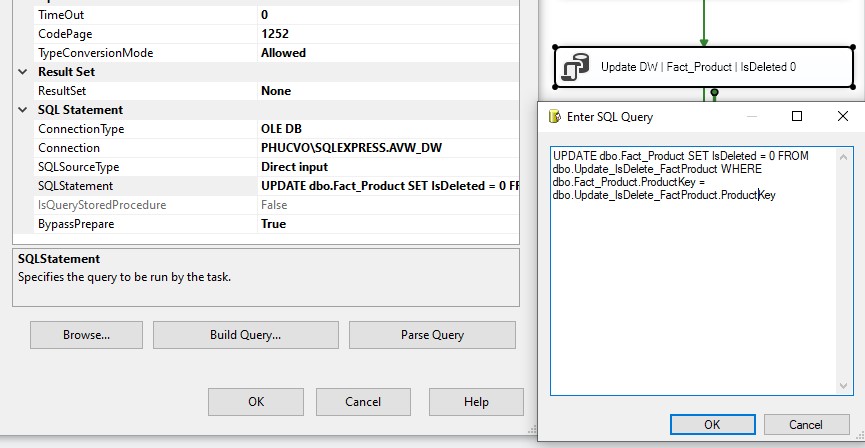 TimeOut 0
CodePage 1252
TypeConversionMode Allowed
Result Set
ResultSet None
SQL Statement
ConnectionType OLE DB
Connection PHUCVO\SQLEXPRESS.AVW_DW
SQLSourceType Direct input
SQLStatement UPDATE dbo.Fact_Product SET IsDeleted = 0 FR
IsQueryStoredProcedure False
BypassPrepare True
SQLStatement
Specifies the query to be run by the task.
Browse...
Build Query...
Parse Query
OK
Cancel
Help
Update DW | Fact_Product | IsDeleted 0
Enter SQL Query
UPDATE dbo.Fact_Product SET IsDeleted = 0 FROM
dbo.Update_IsDelete_FactProduct WHERE
dbo.Fact_Product.ProductKey =
dbo.Update_IsDelete_FactProduct.ProductKey
OK
Cancel